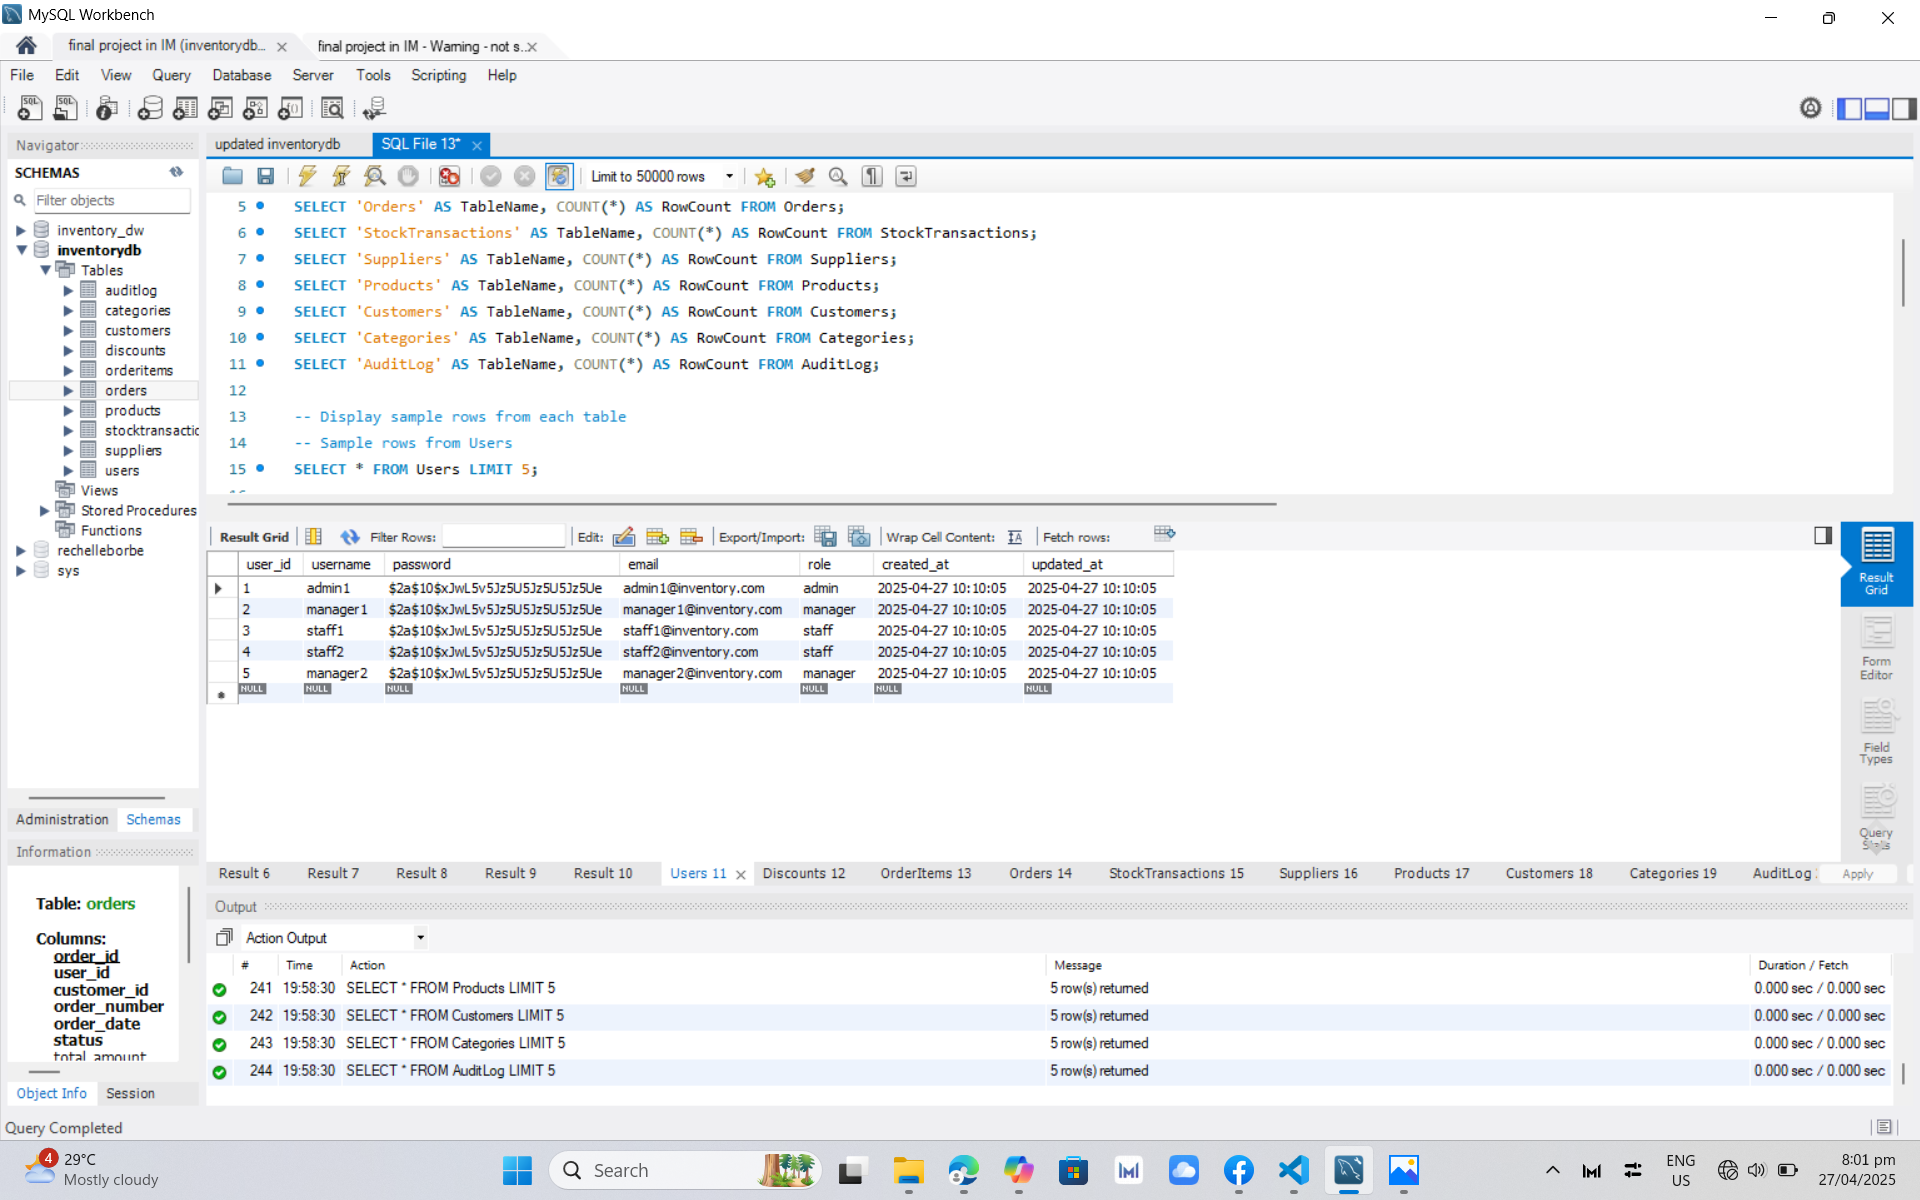 MySQL Workbench
final project in IM (inventorydb...
final project in IM - Warning - not s...
File Edit View Query Database Server Tools Scripting Help
Navigator
SCHEMAS
Filter objects
inventory_dw
inventorydb
Tables
auditlog
categories
customers
discounts
orderitems
orders
products
stocktransactic
suppliers
users
Views
Stored Procedures
Functions
rechelleborbe
sys
Administration Schemas
Information
Table: orders
Columns:
order_id
user_id
customer_id
order_number
order_date
status
total_amount
Object Info Session
updated inventorydb SQL File 13*
Limit to 50000 rows
5 SELECT 'Orders' AS TableName, COUNT(*) AS RowCount FROM Orders;
6 SELECT 'StockTransactions' AS TableName, COUNT(*) AS RowCount FROM StockTransactions;
7 SELECT 'Suppliers' AS TableName, COUNT(*) AS RowCount FROM Suppliers;
8 SELECT 'Products' AS TableName, COUNT(*) AS RowCount FROM Products;
9 SELECT 'Customers' AS TableName, COUNT(*) AS RowCount FROM Customers;
10 SELECT 'Categories' AS TableName, COUNT(*) AS RowCount FROM Categories;
11 SELECT 'AuditLog' AS TableName, COUNT(*) AS RowCount FROM AuditLog;
12
13 -- Display sample rows from each table
14 -- Sample rows from Users
15 SELECT * FROM Users LIMIT 5;
Result Grid Filter Rows: Edit: Export/Import: Wrap Cell Content: Fetch rows:
user_id username password email role created_at updated_at
1 admin1 $2a$10$xJwL5v5Jz5U5Jz5U5Jz5Ue admin1@inventory.com admin 2025-04-27 10:10:05 2025-04-27 10:10:05
2 manager1 $2a$10$xJwL5v5Jz5U5Jz5U5Jz5Ue manager1@inventory.com manager 2025-04-27 10:10:05 2025-04-27 10:10:05
3 staff1 $2a$10$xJwL5v5Jz5U5Jz5U5Jz5Ue staff1@inventory.com staff 2025-04-27 10:10:05 2025-04-27 10:10:05
4 staff2 $2a$10$xJwL5v5Jz5U5Jz5U5Jz5Ue staff2@inventory.com staff 2025-04-27 10:10:05 2025-04-27 10:10:05
5 manager2 $2a$10$xJwL5v5Jz5U5Jz5U5Jz5Ue manager2@inventory.com manager 2025-04-27 10:10:05 2025-04-27 10:10:05
NULL NULL NULL NULL NULL NULL NULL
Result Grid
Form Editor
Field Types
Query Stats
Result 6 Result 7 Result 8 Result 9 Result 10 Users 11 Discounts 12 OrderItems 13 Orders 14 StockTransactions 15 Suppliers 16 Products 17 Customers 18 Categories 19 AuditLog Apply
Output
Action Output
# Time Action Message Duration / Fetch
241 19:58:30 SELECT * FROM Products LIMIT 5 5 row(s) returned 0.000 sec / 0.000 sec
242 19:58:30 SELECT * FROM Customers LIMIT 5 5 row(s) returned 0.000 sec / 0.000 sec
243 19:58:30 SELECT * FROM Categories LIMIT 5 5 row(s) returned 0.000 sec / 0.000 sec
244 19:58:30 SELECT * FROM AuditLog LIMIT 5 5 row(s) returned 0.000 sec / 0.000 sec
Query Completed
4
29°C
Mostly cloudy
Search
ENG
US
8:01 pm
27/04/2025